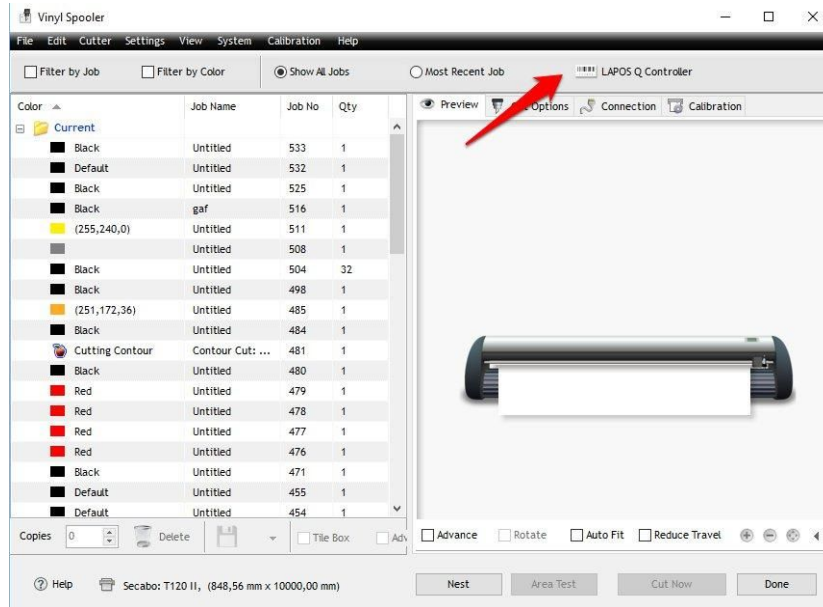 Vinyl Spooler
File Edit Cutter Settings View System Calibration Help
Filter by Job Filter by Color Show All Jobs Most Recent Job LAPOS Q Controller
Color Job Name Job No Qty
Preview Options Connection Calibration
Current
Black Untitled 533 1
Default Untitled 532 1
Black Untitled 525 1
Black gaf 516 1
(255,240,0) Untitled 511 1
Untitled 508 1
Black Untitled 504 32
Black Untitled 498 1
(251,172,36) Untitled 485 1
Black Untitled 484 1
Cutting Contour Contour Cut: ... 481 1
Black Untitled 480 1
Red Untitled 479 1
Red Untitled 478 1
Red Untitled 477 1
Red Untitled 476 1
Black Untitled 471 1
Default Untitled 455 1
Default Untitled 454 1
Copies 0 Delete Tile Box Adv
Advance Rotate Auto Fit Reduce Travel
Help Secabo: T120 II, (848,56 mm x 10000,00 mm)
Nest Area Test Cut Now Done